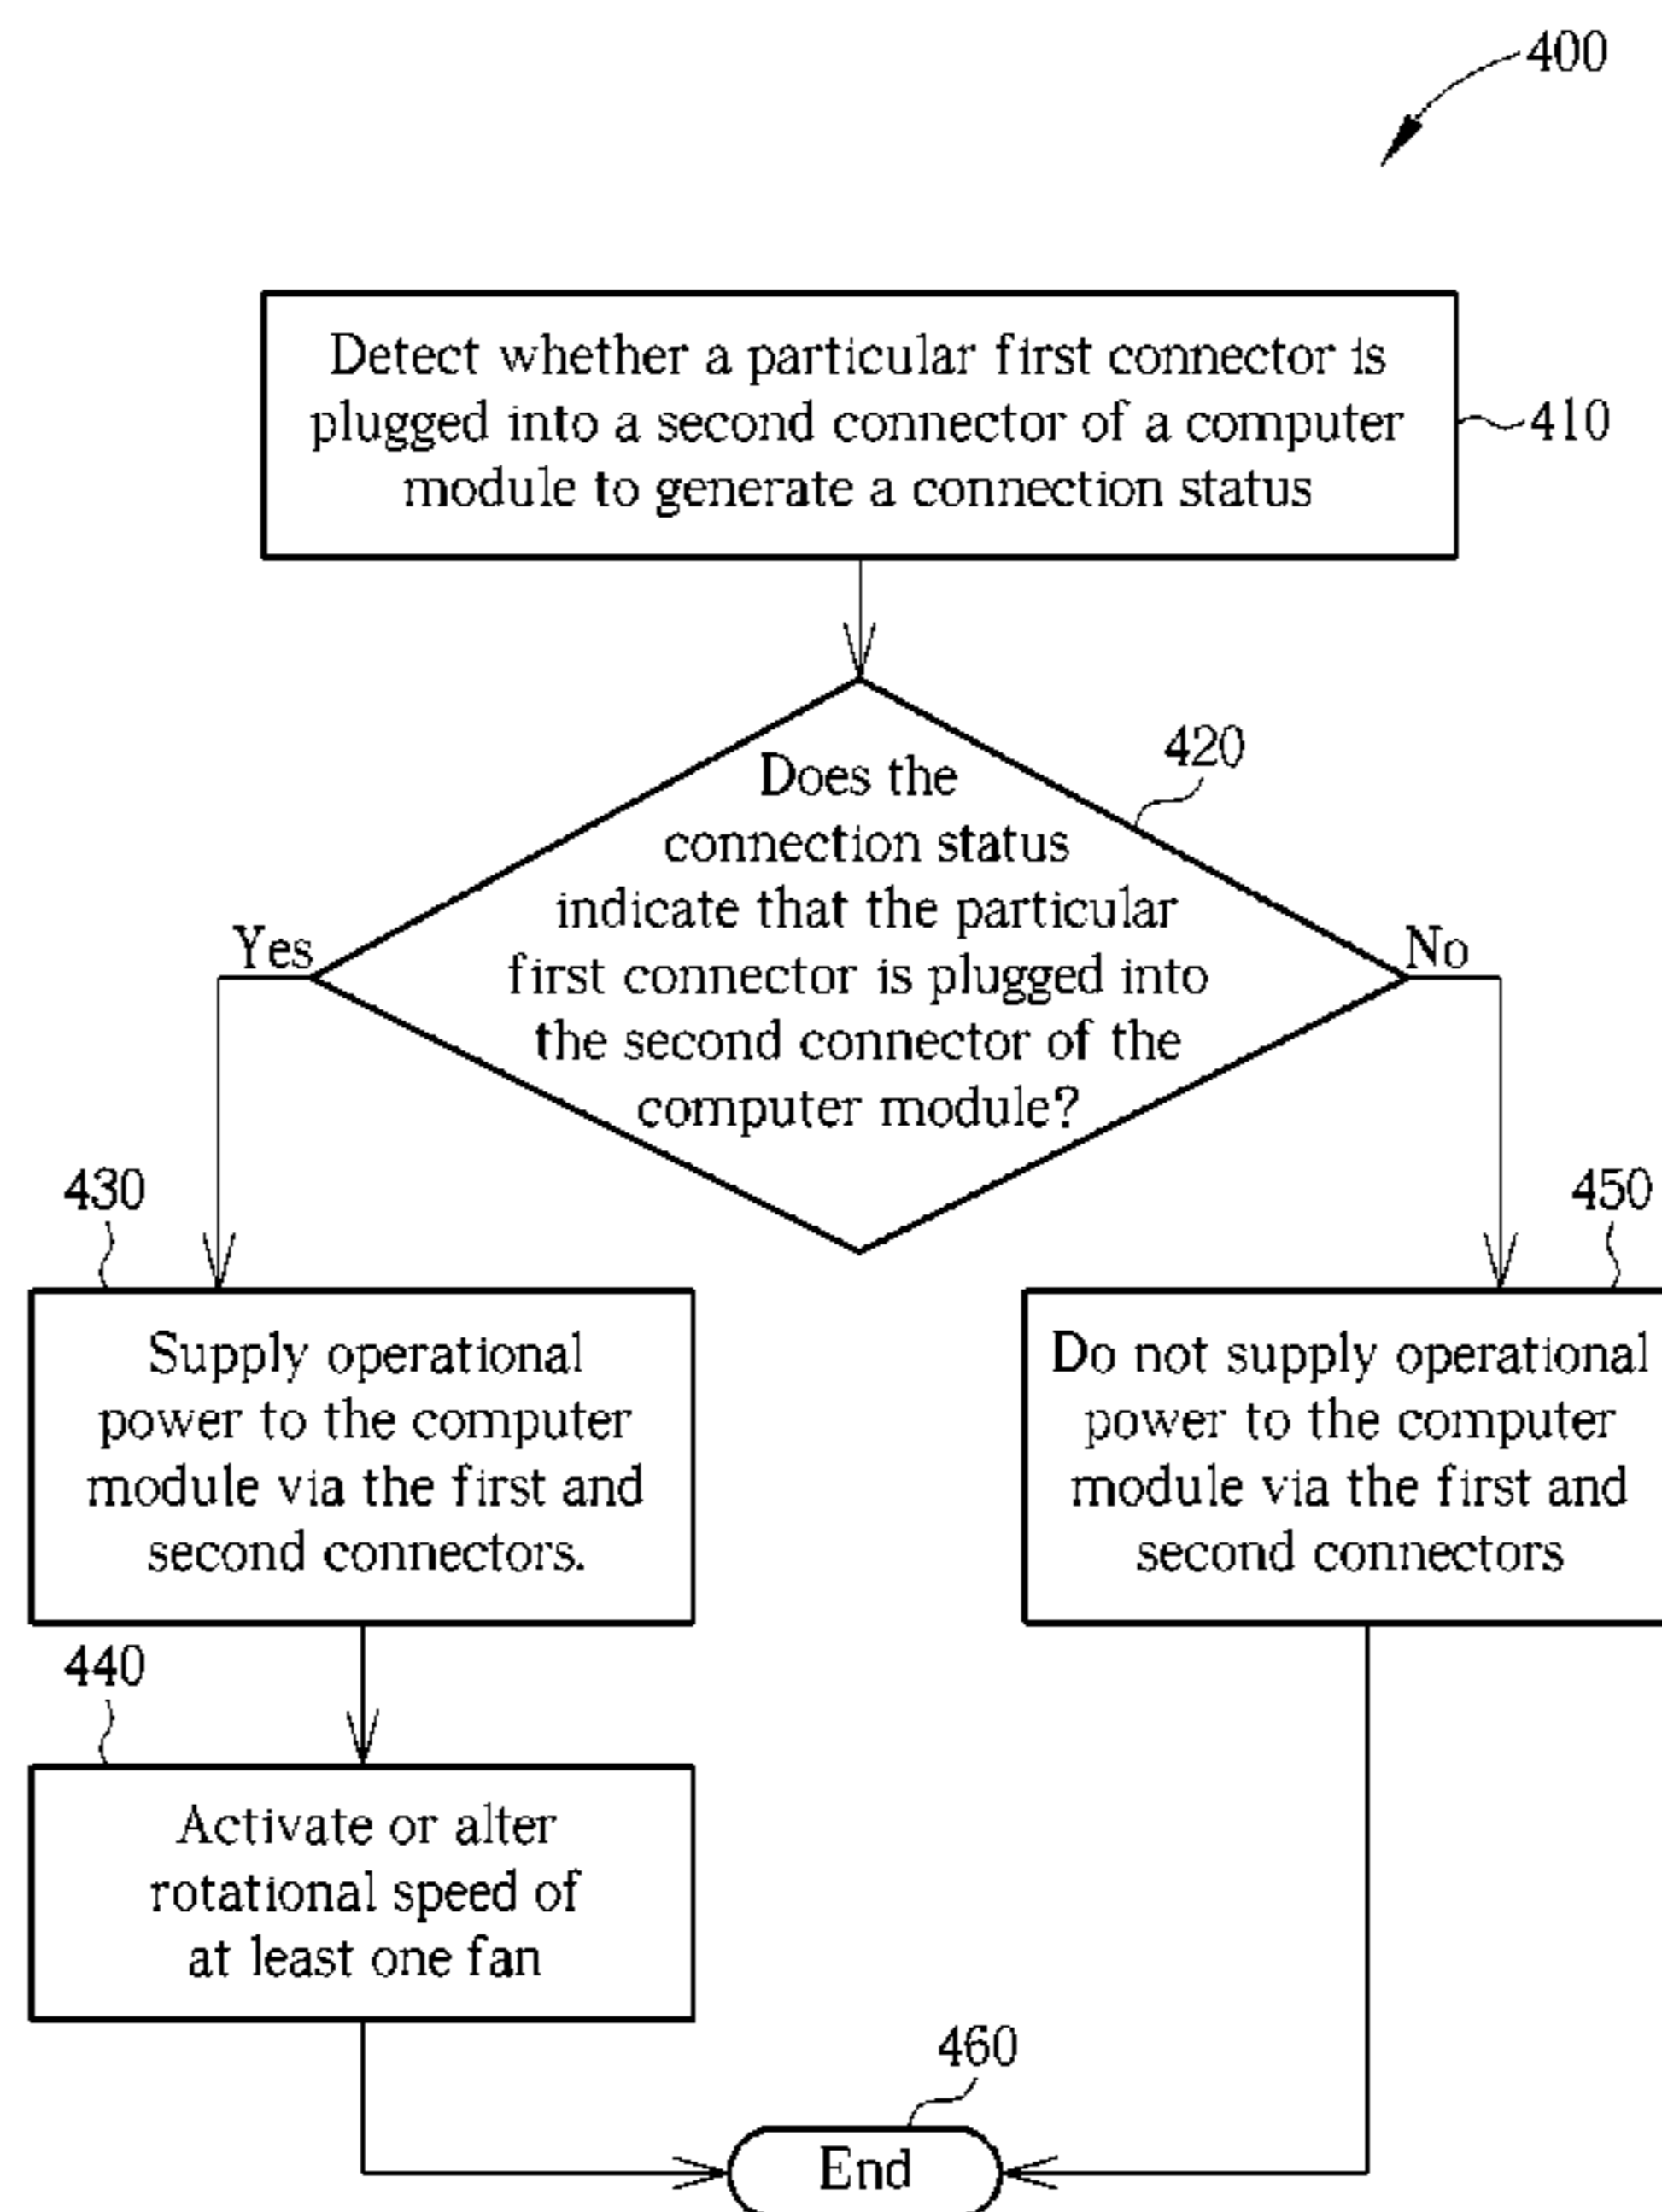 400
Detect whether a particular first connector is
plugged into a second connector of a computer
module to generate a connection status
410
420
Does the
connection status
indicate that the particular
first connector is plugged into
the second connector of the
computer module?
Yes
No
430
Supply operational
power to the computer
module via the first and
second connectors.
450
Do not supply operational
power to the computer
module via the first and
second connectors
440
Activate or alter
rotational speed of
at least one fan
460
End